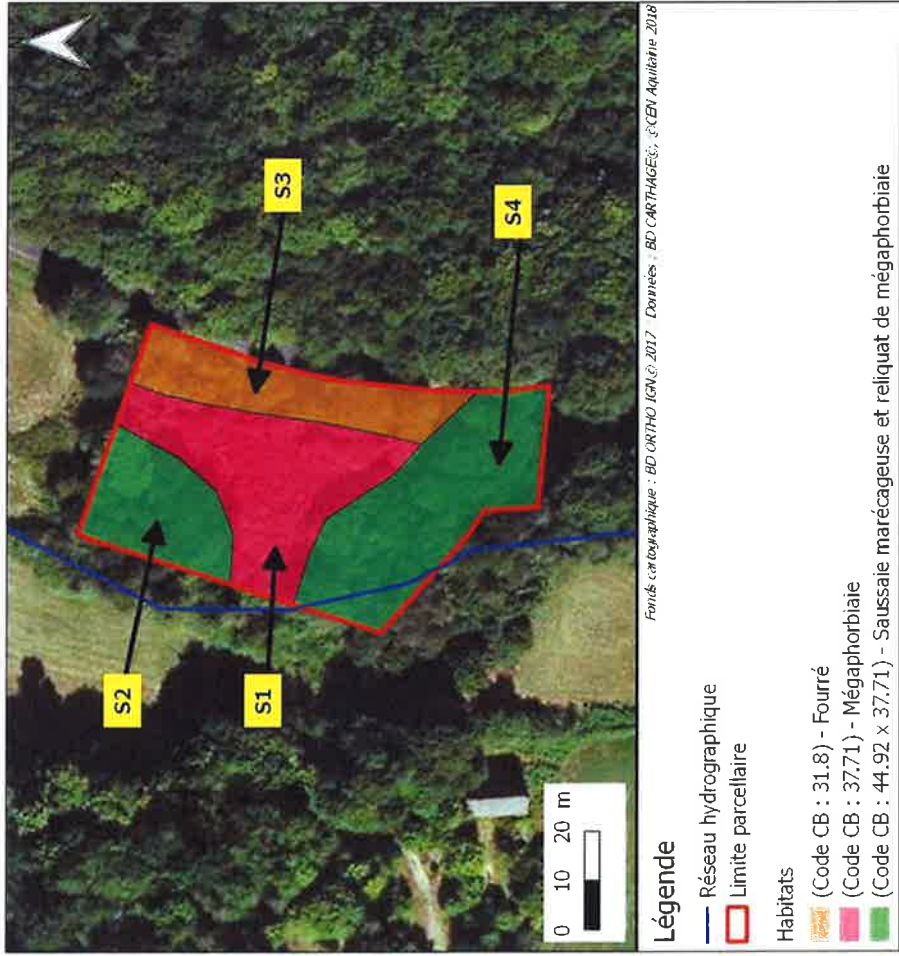 S3
S4
S2
S1
0 10 20 m
Fonds cartographique : BD ORTHO IGN© 2017 Données : BD CARTHAGE©, ©CEN Aquitaine 2018
Légende
Réseau hydrographique
Limite parcellaire
Habitats
(Code CB : 31.8) - Fourré
(Code CB : 37.71) - Mégaphorbiaie
(Code CB : 44.92 x 37.71) - Saussaie marécageuse et reliquat de mégaphorbiaie